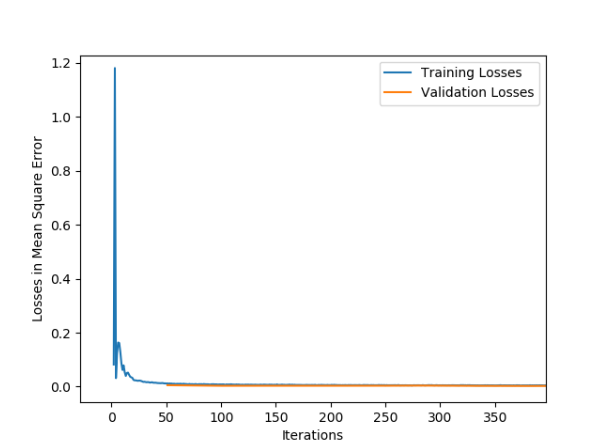 1.2
1.0
0.8
0.6
0.4
0.2
0.0
Losses in Mean Square Error
Training Losses
Validation Losses
0 50 100 150 200 250 300 350
Iterations